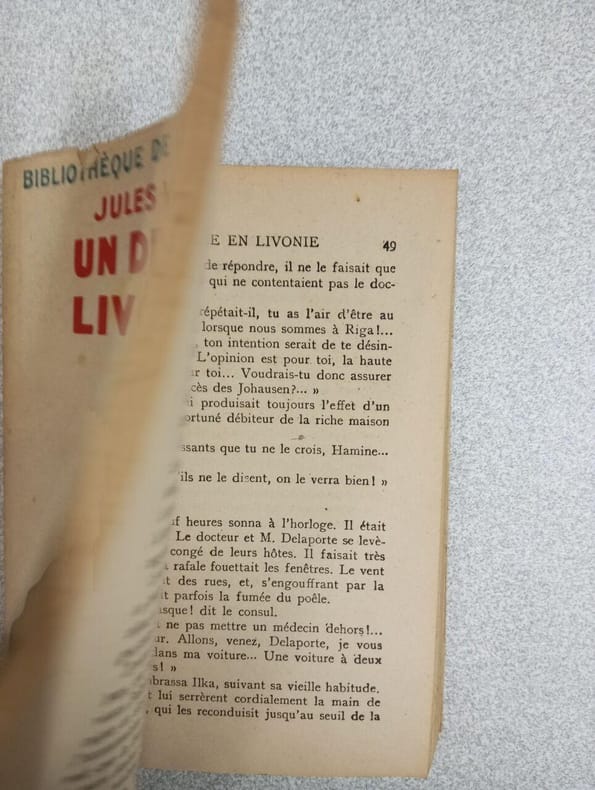 BIBLIOTHÈQUE DE
JULES
UN D
LIV
E EN LIVONIE 49
de répondre, il ne le faisait que
qui ne contentaient pas le doc-
répétait-il, tu as l'air d'être au
lorsque nous sommes à Riga!...
, ton intention serait de te désin-
L'opinion est pour toi, la haute
r toi... Voudrais-tu donc assurer
cès des Johausen?... »
i produisait toujours l'effet d'un
ortuné débiteur de la riche maison
ssants que tu ne le crois, Hamine...
'ils ne le disent, on le verra bien! »
uf heures sonna à l'horloge. Il était
Le docteur et M. Delaporte se levè-
congé de leurs hôtes. Il faisait très
rafale fouettait les fenêtres. Le vent
it des rues, et, s'engouffrant par la
it parfois la fumée du poêle.
asque! dit le consul.
ne pas mettre un médecin dehors!...
ur. Allons, venez, Delaporte, je vous
dans ma voiture... Une voiture à deux
s! »
mbrassa Ilka, suivant sa vieille habitude.
t lui serrèrent cordialement la main de
, qui les reconduisit jusqu'au seuil de la